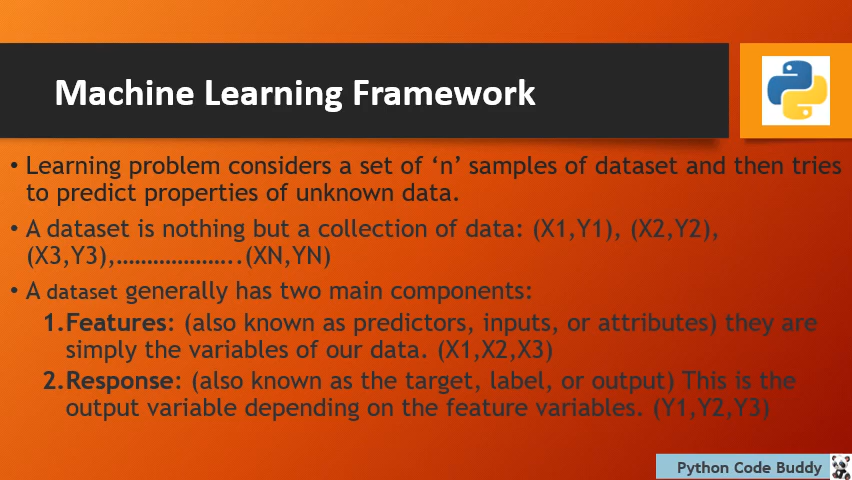 Machine Learning Framework
• Learning problem considers a set of ‘n’ samples of dataset and then tries
to predict properties of unknown data.
• A dataset is nothing but a collection of data: (X1,Y1), (X2,Y2),
(X3,Y3),………………..(XN,YN)
• A dataset generally has two main components:
1.Features: (also known as predictors, inputs, or attributes) they are
simply the variables of our data. (X1,X2,X3)
2.Response: (also known as the target, label, or output) This is the
output variable depending on the feature variables. (Y1,Y2,Y3)
Python Code Buddy